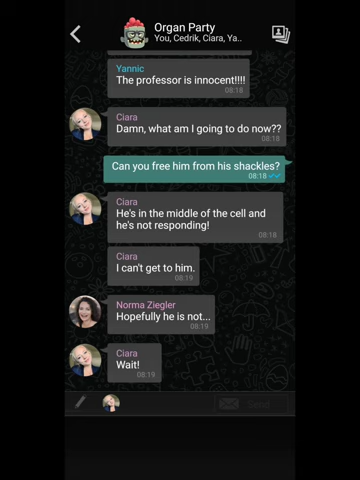 Organ Party
You, Cedrik, Ciara, Ya..
Yannic
The professor is innocent!!!!
08:18
Ciara
Damn, what am I going to do now??
08:18
Can you free him from his shackles?
08:18
Ciara
He's in the middle of the cell and
he's not responding!
08:18
Ciara
I can't get to him.
08:19
Norma Ziegler
Hopefully he is not...
08:19
Ciara
Wait!
08:19
Send